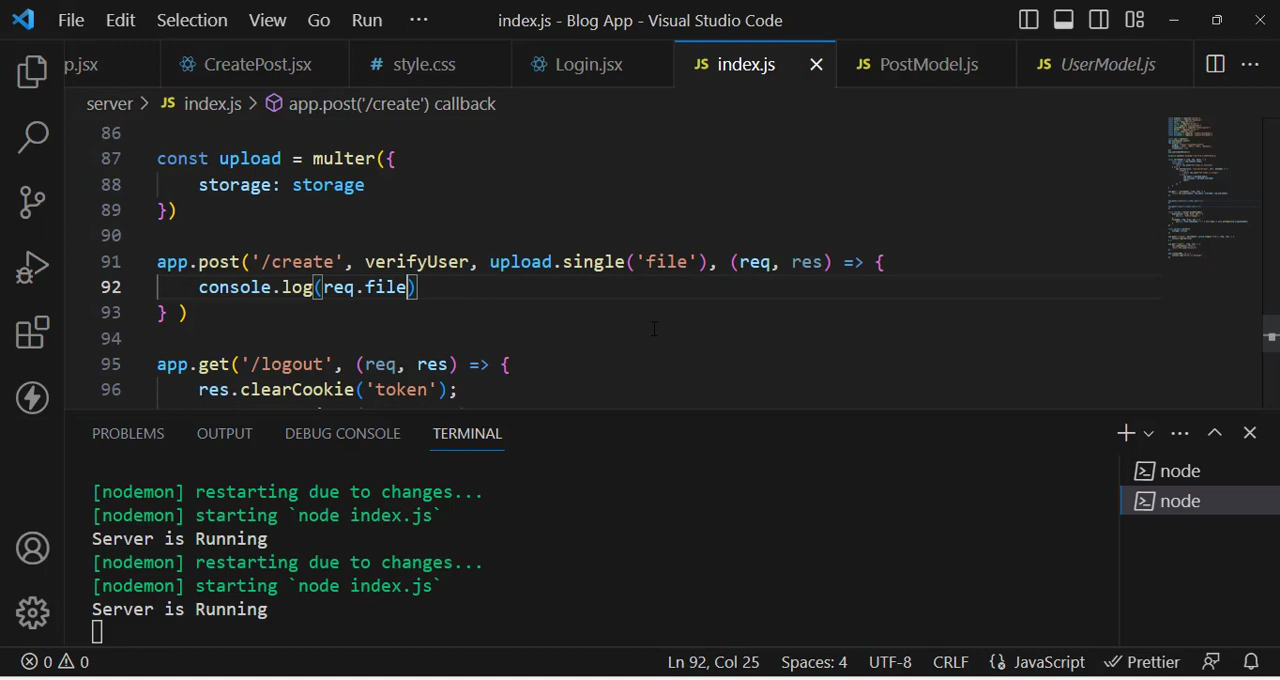 File Edit Selection View Go Run ··· index.js - Blog App - Visual Studio Code
p.jsx CreatePost.jsx # style.css Login.jsx JS index.js JS PostModel.js JS UserModel.js ···
server > JS index.js > app.post('/create') callback
86
87 const upload = multer({
88 storage: storage
89 })
90
91 app.post('/create', verifyUser, upload.single('file'), (req, res) => {
92 console.log(req.file)
93 } )
94
95 app.get('/logout', (req, res) => {
96 res.clearCookie('token');
PROBLEMS OUTPUT DEBUG CONSOLE TERMINAL
[nodemon] restarting due to changes...
[nodemon] starting `node index.js`
Server is Running
[nodemon] restarting due to changes...
[nodemon] starting `node index.js`
Server is Running
node
node
0 0 Ln 92, Col 25 Spaces: 4 UTF-8 CRLF JavaScript Prettier